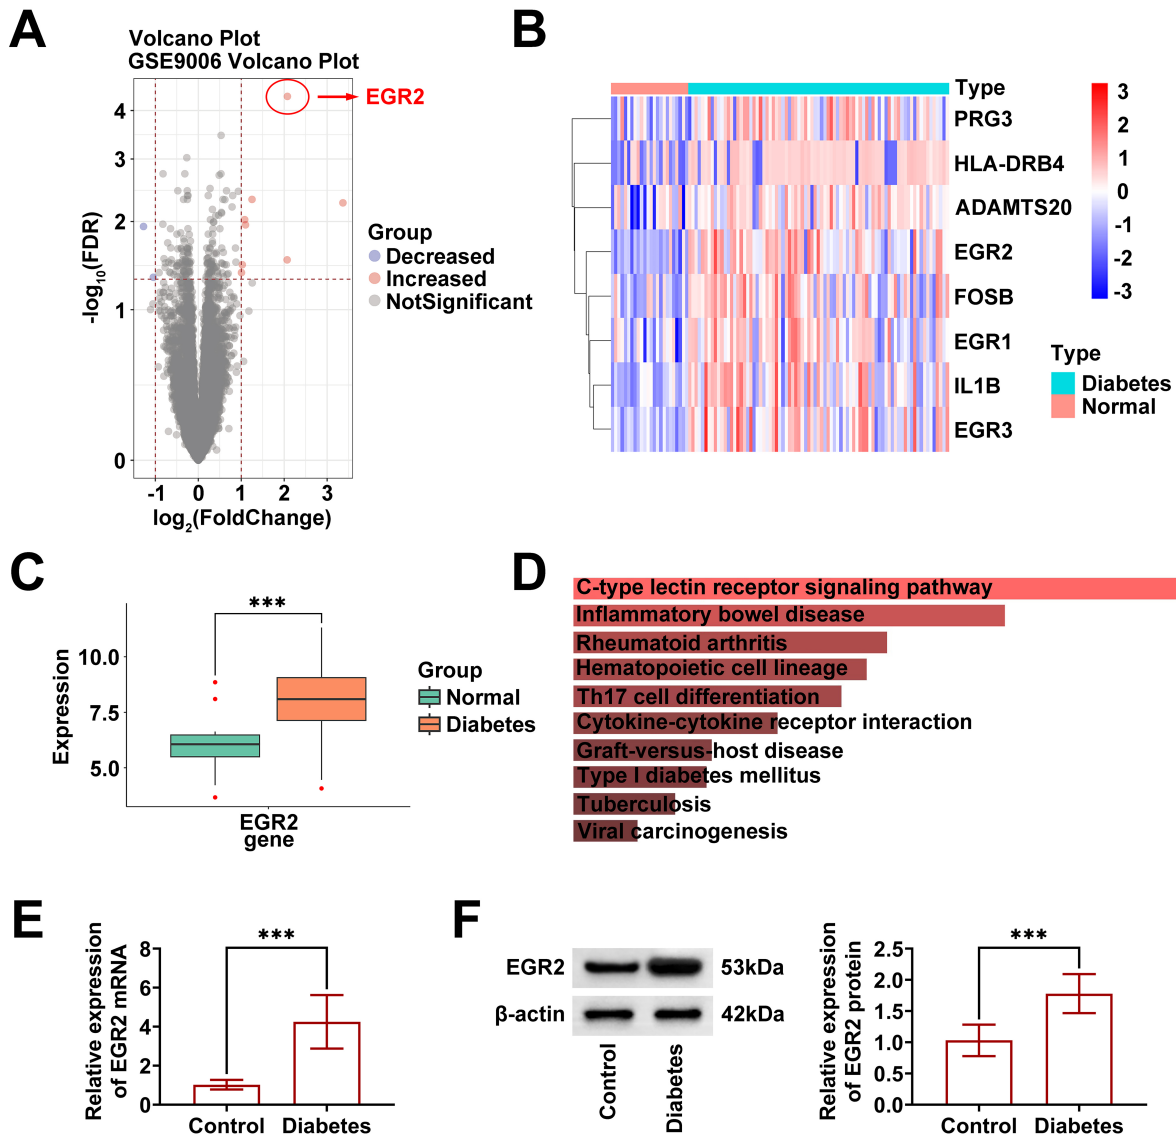 A
Volcano Plot
GSE9006 Volcano Plot
EGR2
4
3
2
1
0
-log10(FDR)
-1 0 1 2 3
log2(FoldChange)
Group
Decreased
Increased
NotSignificant
B
Type
PRG3
HLA-DRB4
ADAMTS20
EGR2
FOSB
EGR1
IL1B
EGR3
3
2
1
0
-1
-2
-3
Type
Diabetes
Normal
C
***
10.0
7.5
5.0
Expression
EGR2
gene
Group
Normal
Diabetes
D
C-type lectin receptor signaling pathway
Inflammatory bowel disease
Rheumatoid arthritis
Hematopoietic cell lineage
Th17 cell differentiation
Cytokine-cytokine receptor interaction
Graft-versus-host disease
Type I diabetes mellitus
Tuberculosis
Viral carcinogenesis
E
Relative expression
of EGR2 mRNA
***
8
6
4
2
0
Control Diabetes
F
EGR2 53kDa
β-actin 42kDa
Control
Diabetes
Relative expression
of EGR2 protein
***
2.5
2.0
1.5
1.0
0.5
0.0
Control Diabetes